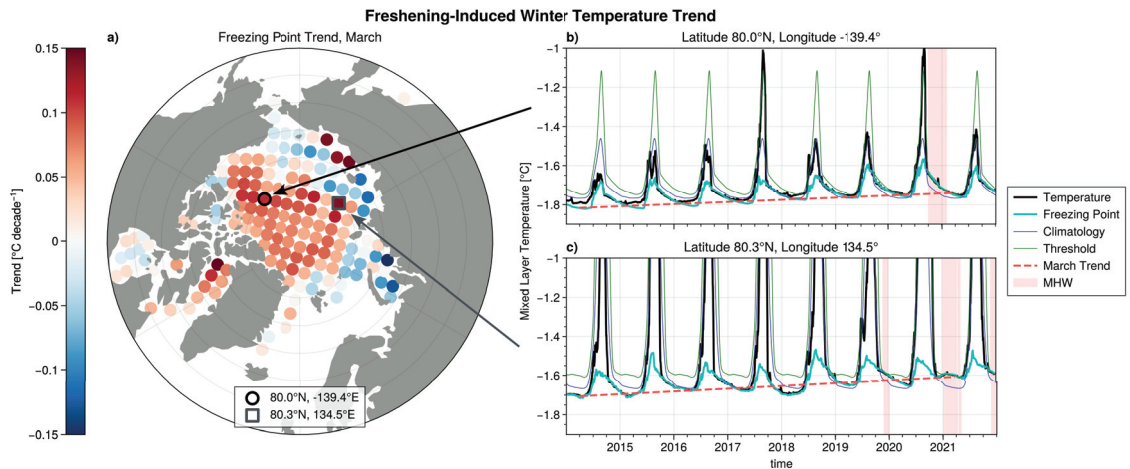 Freshening-Induced Winter Temperature Trend
a)
Freezing Point Trend, March
0.15
0.1
0.05
0
−0.05
−0.1
−0.15
Trend [°C decade⁻¹]
80.0°N, -139.4°E
80.3°N, 134.5°E
b)
Latitude 80.0°N, Longitude -139.4°
−1
−1.2
−1.4
−1.6
−1.8
Mixed Layer Temperature [°C]
c)
Latitude 80.3°N, Longitude 134.5°
−1
−1.2
−1.4
−1.6
−1.8
2015 2016 2017 2018 2019 2020 2021
time
Temperature
Freezing Point
Climatology
Threshold
March Trend
MHW